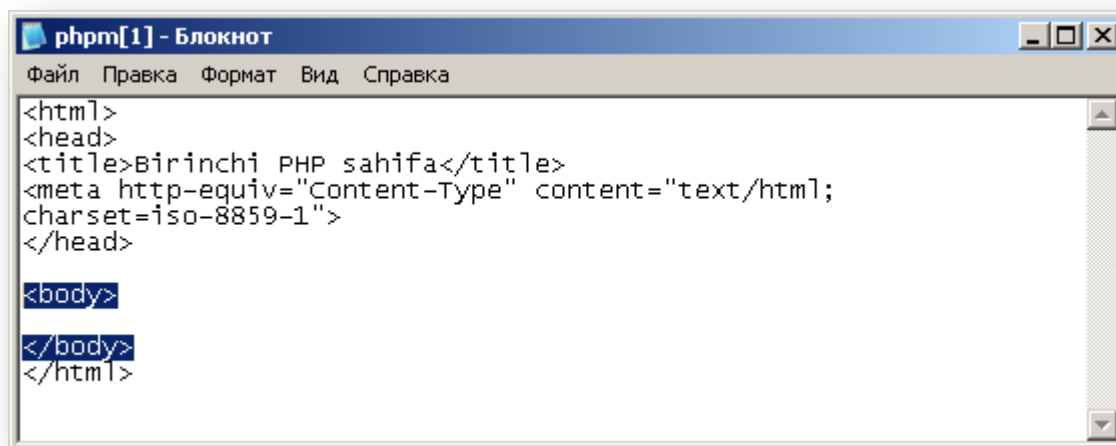 phpm[1] - Блокнот
Файл Правка Формат Вид Справка
<html>
<head>
<title>Birinchi PHP sahifa</title>
<meta http-equiv="Content-Type" content="text/html;
charset=iso-8859-1">
</head>
<body>
</body>
</html>